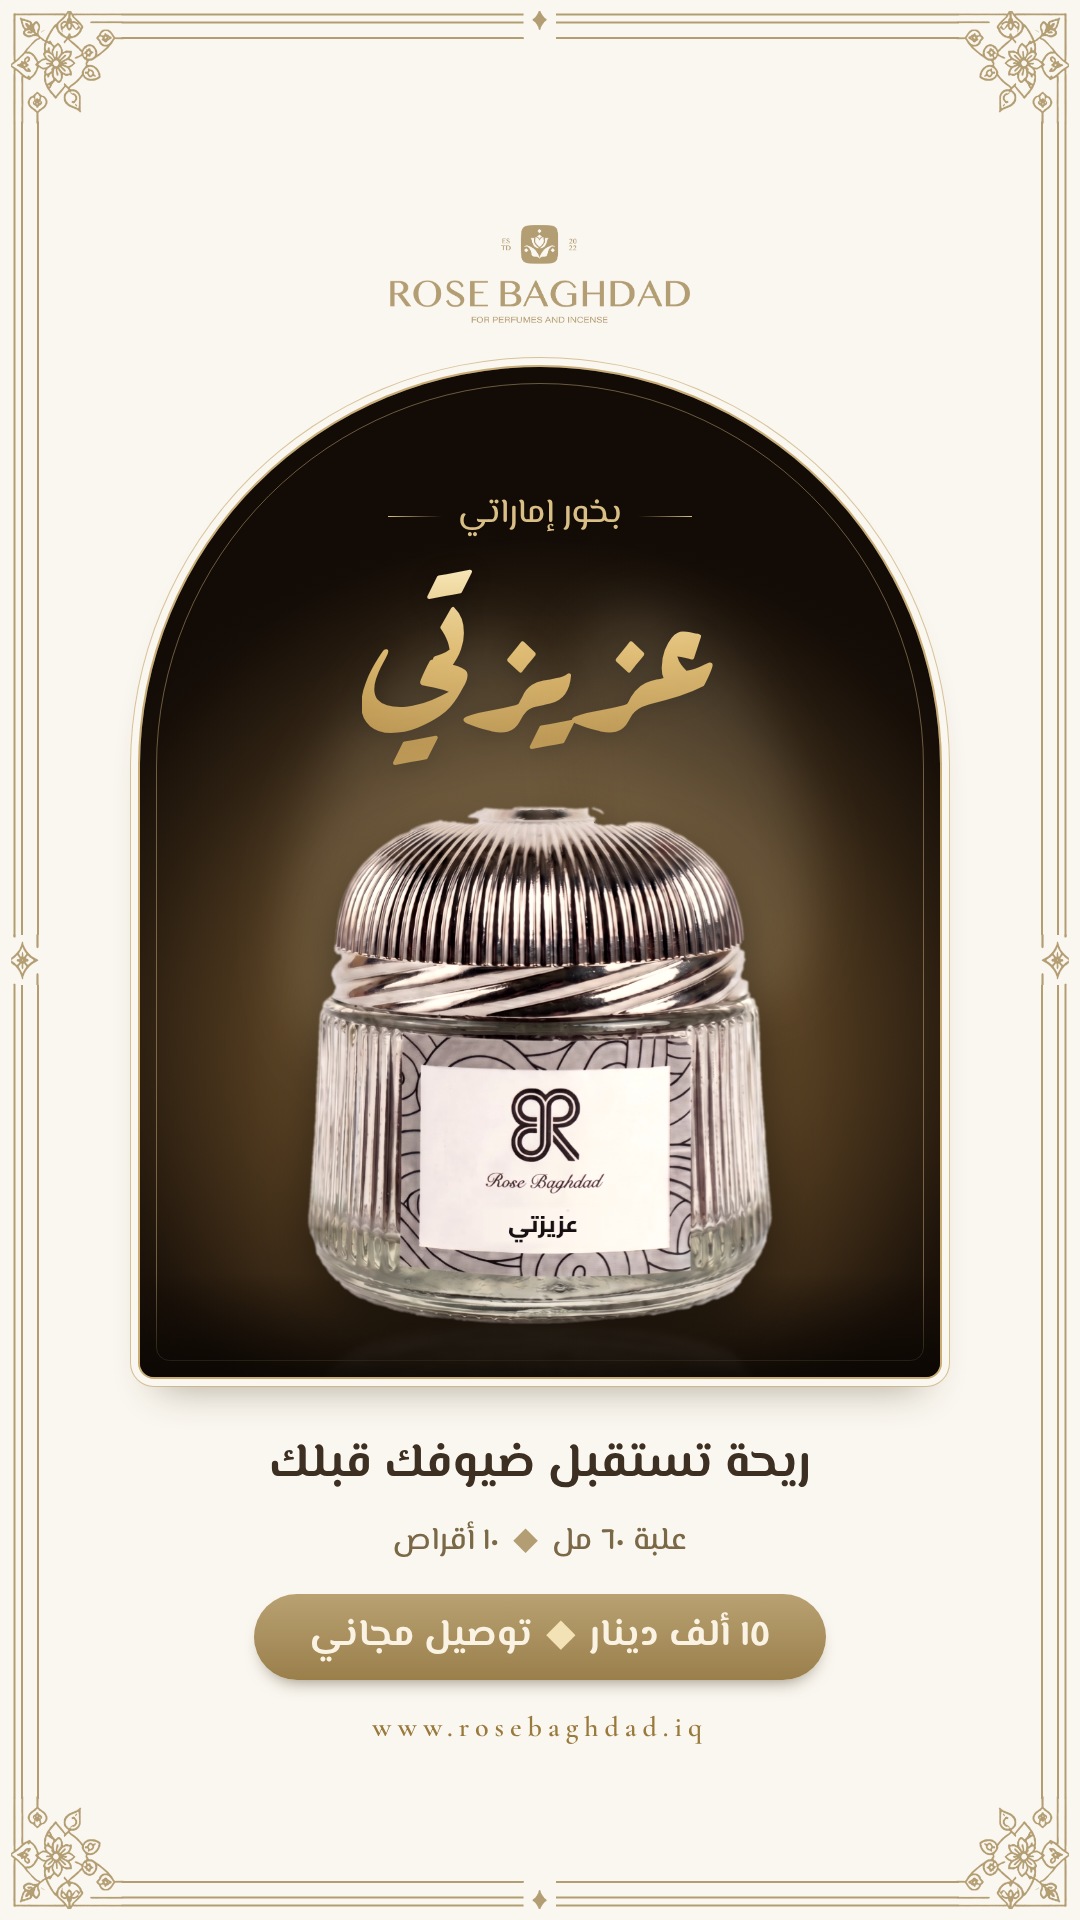 ES TD 20 22
ROSE BAGHDAD
FOR PERFUMES AND INCENSE
بخور إماراتي
عزيزتي
BR
Rose Baghdad
عزيزتي
ريحة تستقبل ضيوفك قبلك
علبة ٦٠ مل ◆ ١٠ أقراص
١٥ ألف دينار ◆ توصيل مجاني
www.rosebaghdad.iq